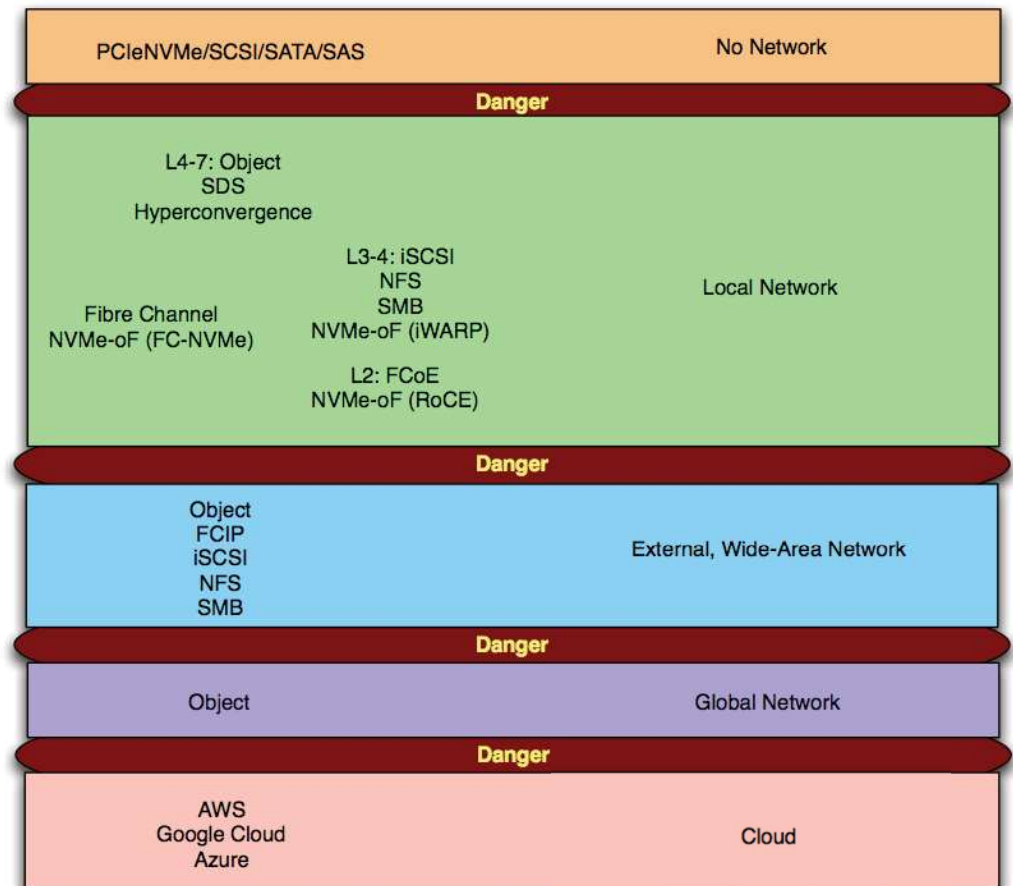 PCIeNVMe/SCSI/SATA/SAS
No Network
Danger
L4-7: Object
SDS
Hyperconvergence
L3-4: iSCSI
NFS
SMB
NVMe-oF (iWARP)
Fibre Channel
NVMe-oF (FC-NVMe)
L2: FCoE
NVMe-oF (RoCE)
Local Network
Danger
Object
FCIP
iSCSI
NFS
SMB
External, Wide-Area Network
Danger
Object
Global Network
Danger
AWS
Google Cloud
Azure
Cloud